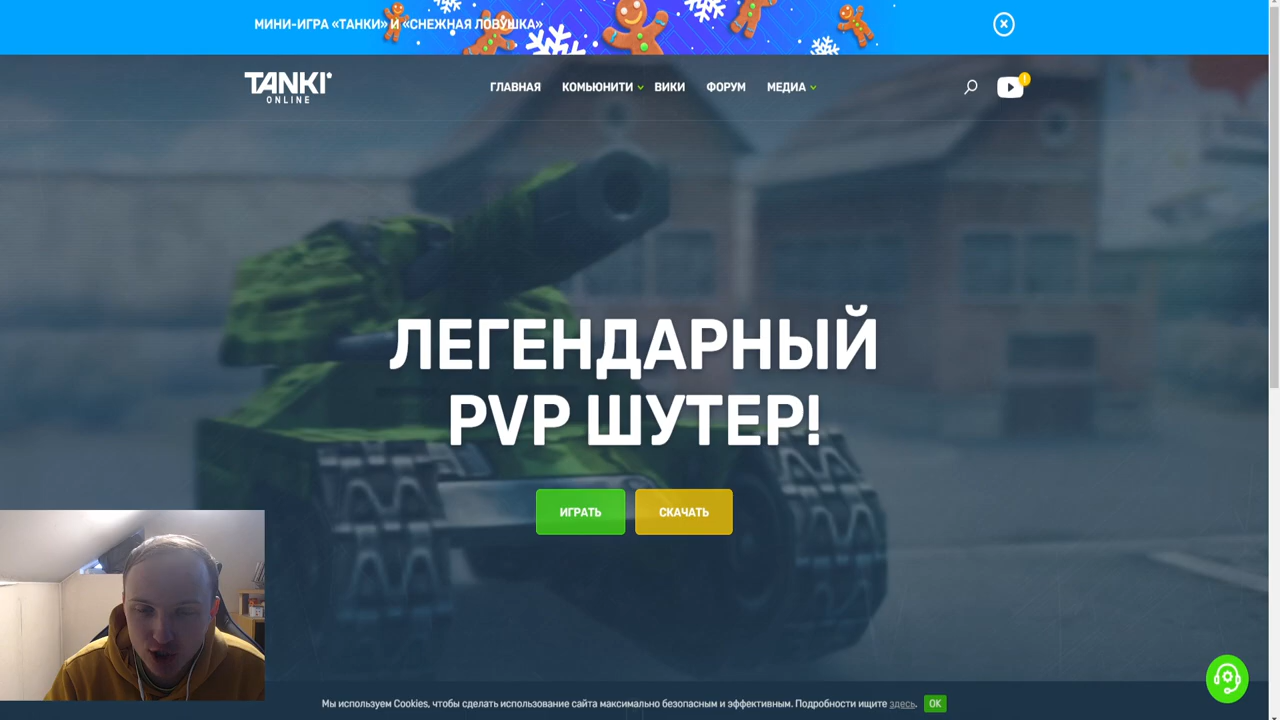 МИНИ-ИГРА «ТАНКИ» И «СНЕЖНАЯ ЛОВУШКА»
TANKI
ONLINE
ГЛАВНАЯ КОМЬЮНИТИ ВИКИ ФОРУМ МЕДИА
!
ЛЕГЕНДАРНЫЙ
PVP ШУТЕР!
ИГРАТЬ СКАЧАТЬ
Мы используем Cookies, чтобы сделать использование сайта максимально безопасным и эффективным. Подробности ищите здесь. OK